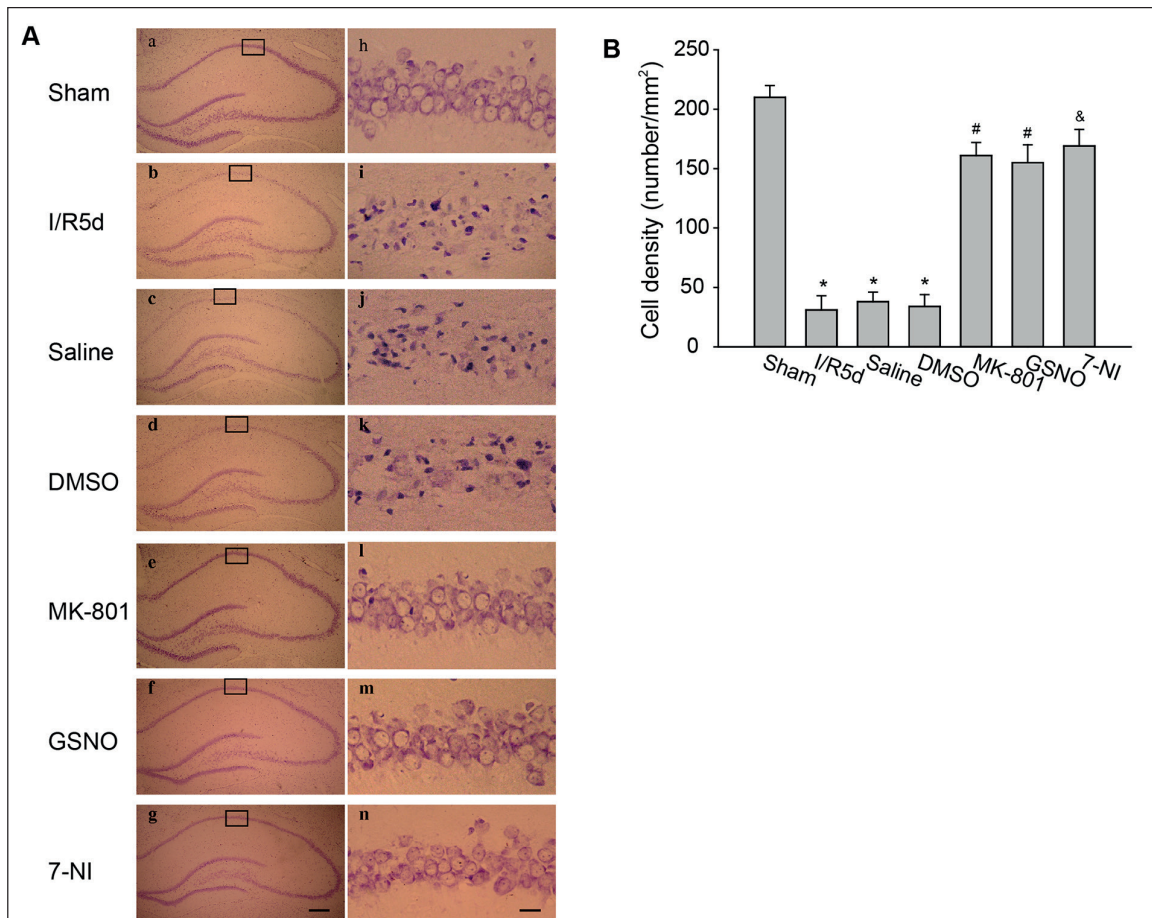 A
Sham
a
h
I/R5d
b
i
Saline
c
j
DMSO
d
k
MK-801
e
l
GSNO
f
m
7-NI
g
n
B
Cell density (number/mm²)
250
200
150
100
50
0
*
*
*
#
#
&
Sham
I/R5d
Saline
DMSO
MK-801
GSNO
7-NI